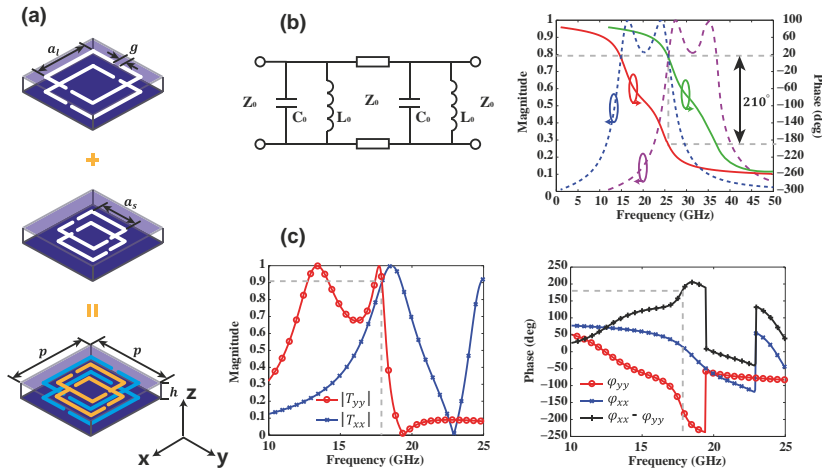 (a)
a_l
g
+
a_s
=
p
p
h
z
x
y
(b)
Z₀
C₀
L₀
Z₀
C₀
L₀
Z₀
1
0.9
0.8
0.7
0.6
0.5
0.4
0.3
0.2
0.1
0
Magnitude
0 5 10 15 20 25 30 35 40 45 50
Frequency (GHz)
100
60
20
-20
-60
-100
-140
-180
-220
-260
-300
Phase (deg)
210°
(c)
1
0.9
0.8
0.7
0.6
0.5
0.4
0.3
0.2
0.1
0
Magnitude
|T_yy|
|T_xx|
10 15 20 25
Frequency (GHz)
250
200
150
100
50
0
-50
-100
-150
-200
-250
Phase (deg)
φ_yy
φ_xx
φ_xx - φ_yy
10 15 20 25
Frequency (GHz)